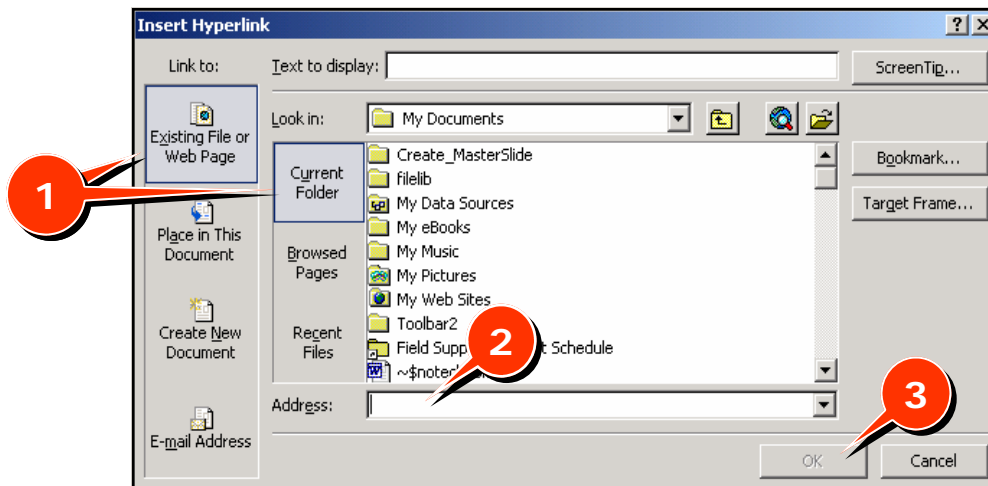 Insert Hyperlink
Link to:
Text to display:
ScreenTip...
Existing File or
Web Page
Look in:
My Documents
1
Current
Folder
Create_MasterSlide
filelib
My Data Sources
My eBooks
My Music
My Pictures
My Web Sites
Toolbar2
Field Schedule
Bookmark...
Target Frame...
Place in This
Document
Browsed
Pages
Create New
Document
Recent
Files
2
Address:
3
E-mail Address
OK
Cancel